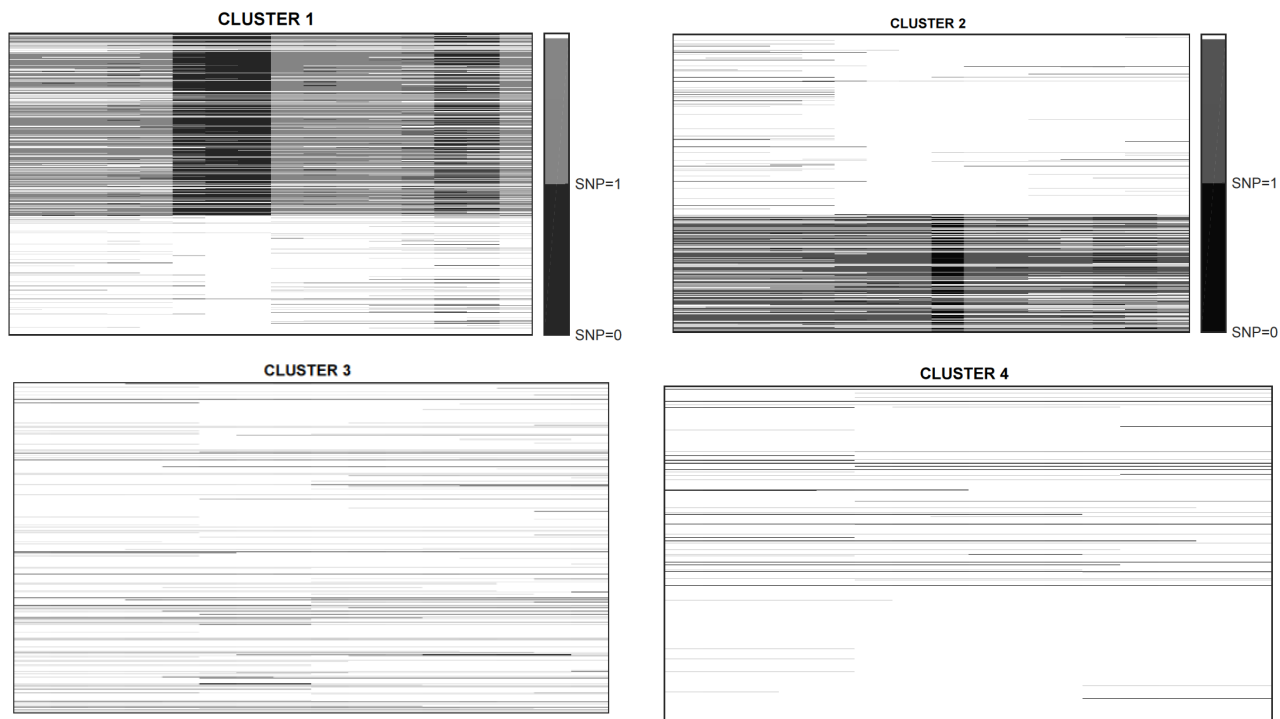 CLUSTER 1
SNP=1
SNP=0
CLUSTER 2
SNP=1
SNP=0
CLUSTER 3
CLUSTER 4